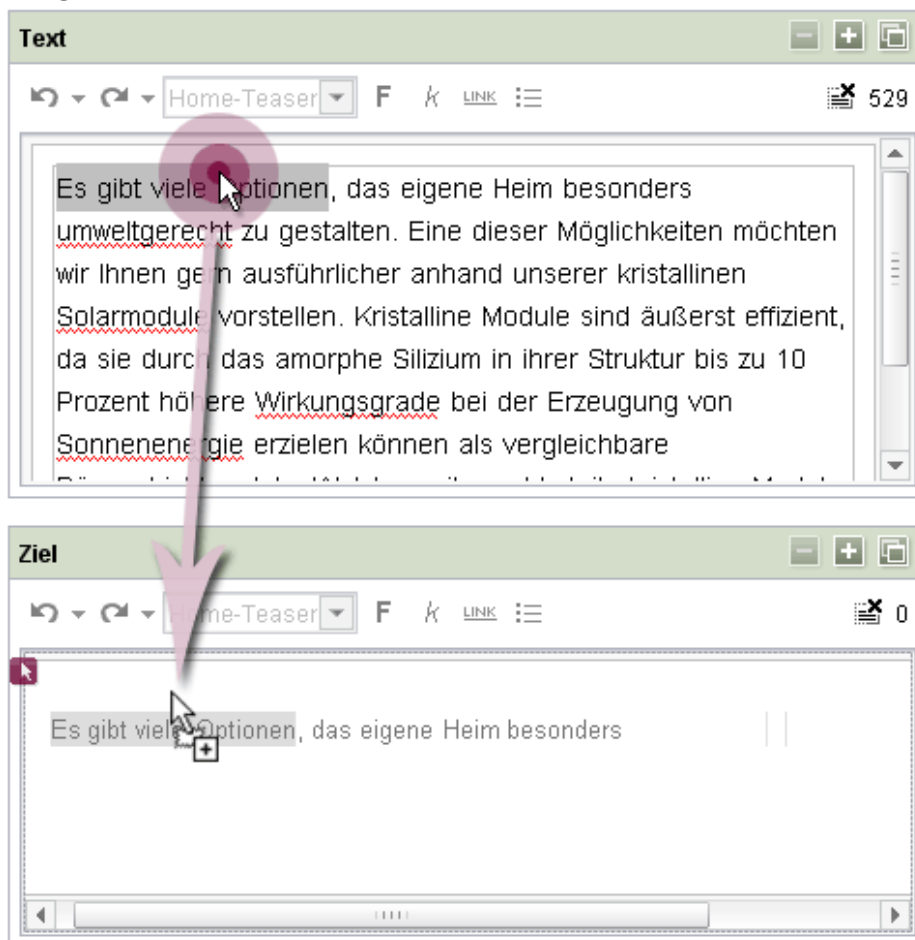 Text
Home-Teaser F k LINK 529
Es gibt viele Optionen, das eigene Heim besonders
umweltgerecht zu gestalten. Eine dieser Möglichkeiten möchten
wir Ihnen gern ausführlicher anhand unserer kristallinen
Solarmodule vorstellen. Kristalline Module sind äußerst effizient,
da sie durch das amorphe Silizium in ihrer Struktur bis zu 10
Prozent höhere Wirkungsgrade bei der Erzeugung von
Sonnenenergie erzielen können als vergleichbare
Ziel
Home-Teaser F k LINK 0
Es gibt viele Optionen, das eigene Heim besonders